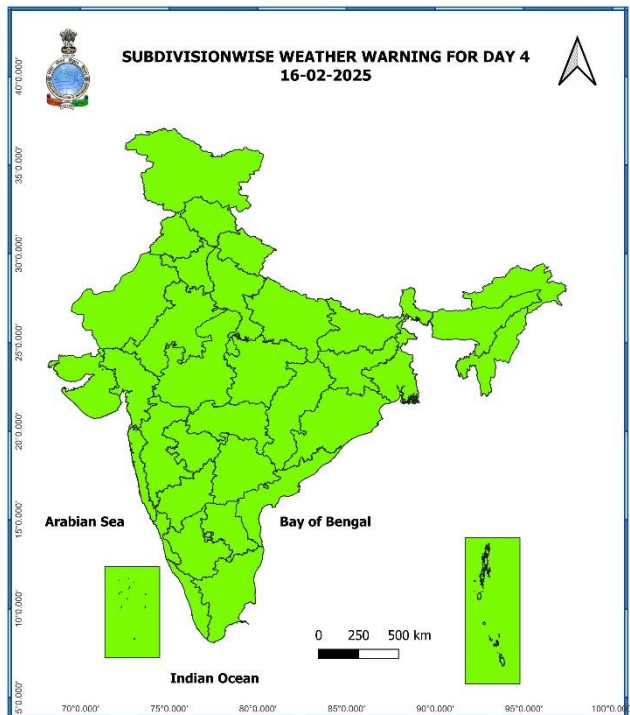 SUBDIVISIONWISE WEATHER WARNING FOR DAY 4
16-02-2025
40°0.000'
35°0.000'
30°0.000'
25°0.000'
20°0.000'
15°0.000'
10°0.000'
5°0.000'
Arabian Sea
Bay of Bengal
0 250 500 km
Indian Ocean
70°0.000' 75°0.000' 80°0.000' 85°0.000' 90°0.000' 95°0.000' 100°0.000'